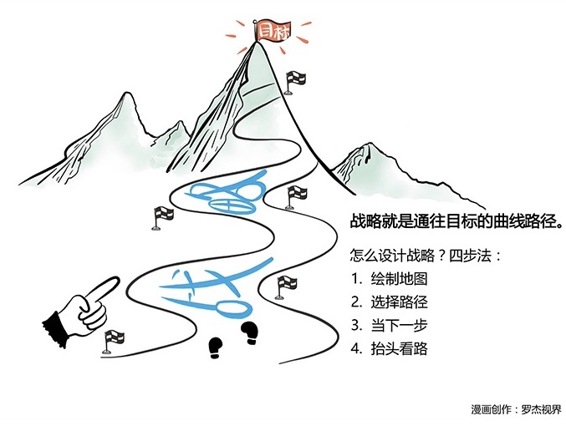 目标
战略
战略就是通往目标的曲线路径。
怎么设计战略？四步法：
1. 绘制地图
2. 选择路径
3. 当下一步
4. 抬头看路
漫画创作：罗杰视界